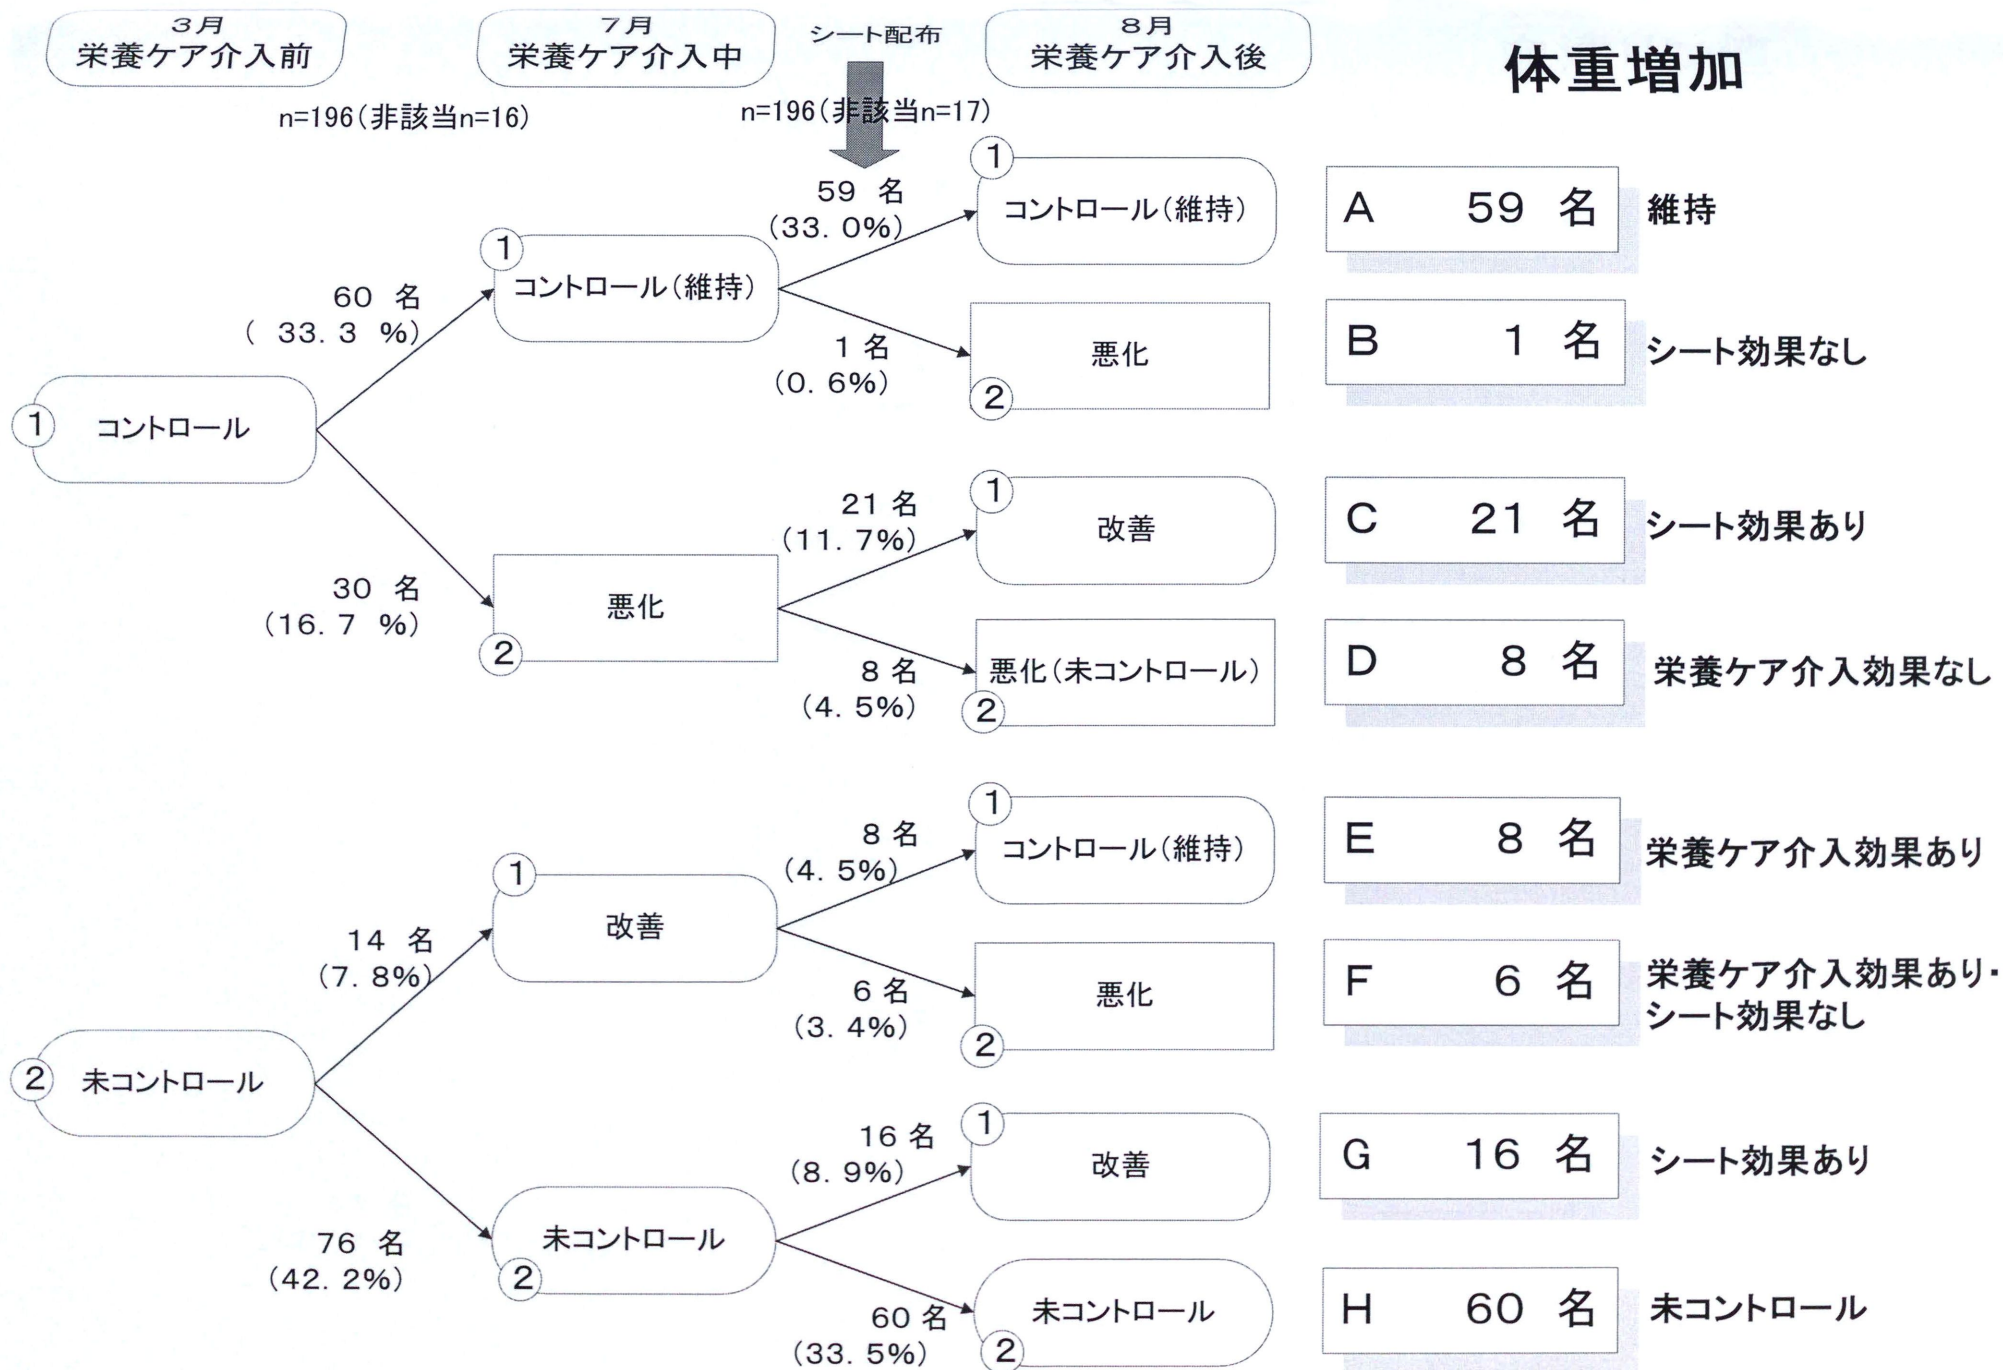 3月
栄養ケア介入前
7月
栄養ケア介入中
シート配布
8月
栄養ケア介入後
体重増加
n=196(非該当n=16)
n=196(非該当n=17)
① コントロール
60 名
( 33.3 %)
30 名
(16.7 %)
① コントロール(維持)
② 悪化
59 名
(33.0%)
1 名
(0.6%)
21 名
(11.7%)
8 名
(4.5%)
① コントロール(維持)
② 悪化
① 改善
② 悪化(未コントロール)
A 59 名 維持
B 1 名 シート効果なし
C 21 名 シート効果あり
D 8 名 栄養ケア介入効果なし
② 未コントロール
14 名
(7.8%)
76 名
(42.2%)
① 改善
② 未コントロール
8 名
(4.5%)
6 名
(3.4%)
16 名
(8.9%)
60 名
(33.5%)
① コントロール(維持)
② 悪化
① 改善
② 未コントロール
E 8 名 栄養ケア介入効果あり
F 6 名 栄養ケア介入効果あり・
シート効果なし
G 16 名 シート効果あり
H 60 名 未コントロール